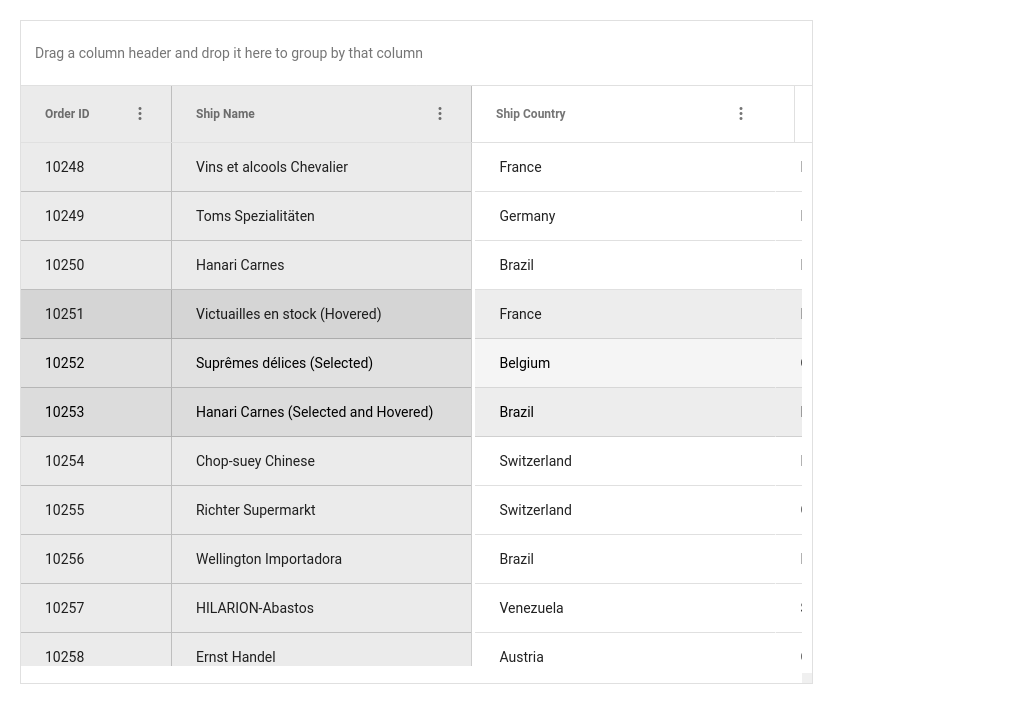 Drag a column header and drop it here to group by that column
Order ID Ship Name Ship Country
10248 Vins et alcools Chevalier France
10249 Toms Spezialitäten Germany
10250 Hanari Carnes Brazil
10251 Victuailles en stock (Hovered) France
10252 Suprêmes délices (Selected) Belgium
10253 Hanari Carnes (Selected and Hovered) Brazil
10254 Chop-suey Chinese Switzerland
10255 Richter Supermarkt Switzerland
10256 Wellington Importadora Brazil
10257 HILARION-Abastos Venezuela
10258 Ernst Handel Austria